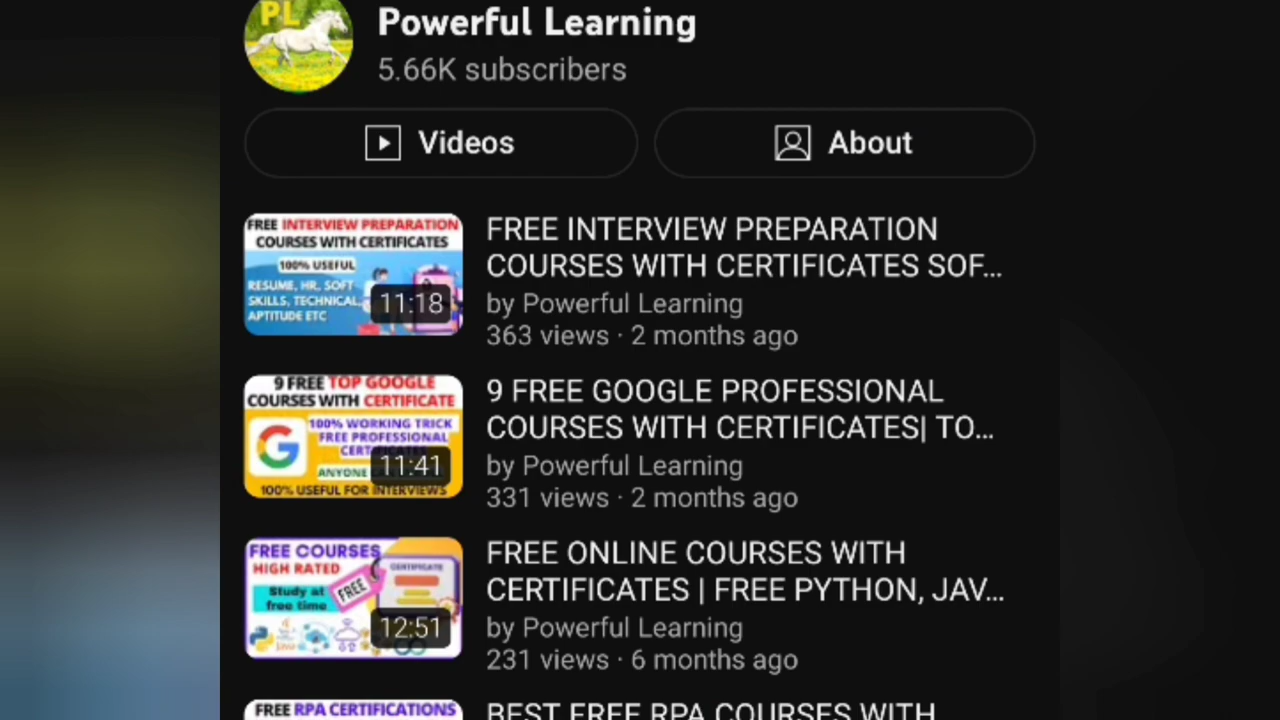 PL
Powerful Learning
5.66K subscribers
Videos
About
FREE INTERVIEW PREPARATION
COURSES WITH CERTIFICATES
100% USEFUL
RESUME, HR, SOFT
SKILLS, TECHNICAL,
APTITUDE ETC
11:18
FREE INTERVIEW PREPARATION
COURSES WITH CERTIFICATES SOF...
by Powerful Learning
363 views · 2 months ago
9 FREE TOP GOOGLE
COURSES WITH CERTIFICATE
G
100% WORKING TRICK
FREE PROFESSIONAL
CERTIFICATES
ANYONE
100% USEFUL FOR INTERVIEWS
11:41
9 FREE GOOGLE PROFESSIONAL
COURSES WITH CERTIFICATES| TO...
by Powerful Learning
331 views · 2 months ago
FREE COURSES
HIGH RATED
Study at
free time
FREE
CERTIFICATE
Java
12:51
FREE ONLINE COURSES WITH
CERTIFICATES | FREE PYTHON, JAV...
by Powerful Learning
231 views · 6 months ago
FREE RPA CERTIFICATIONS
BEST FREE RPA COURSES WITH